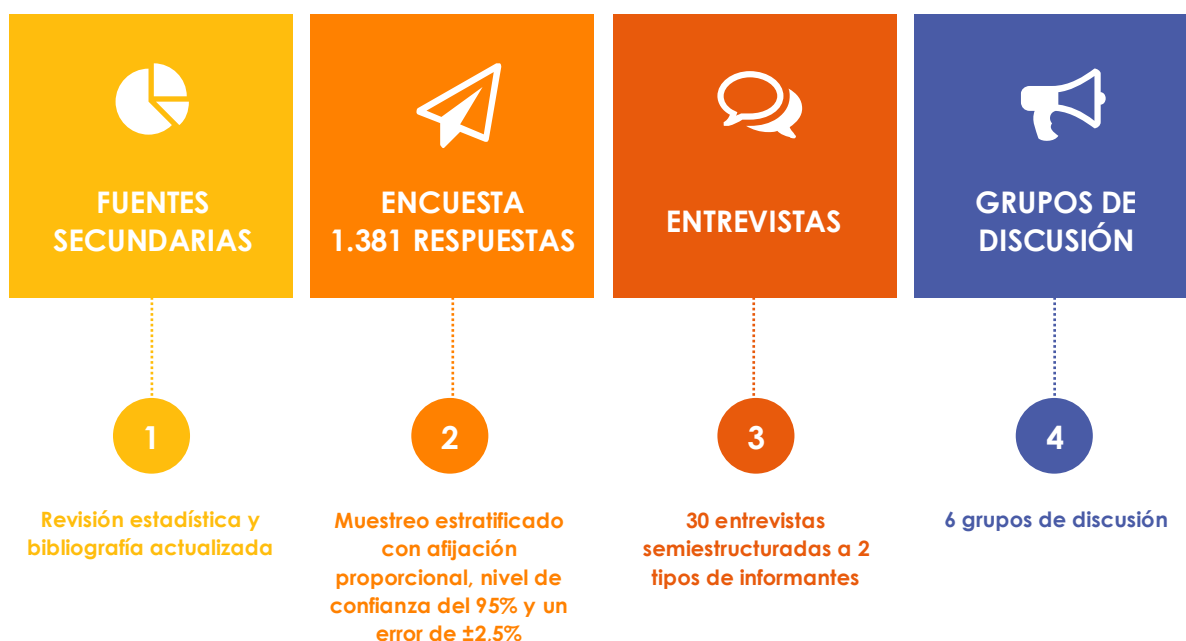 FUENTES
SECUNDARIAS
ENCUESTA
1.381 RESPUESTAS
ENTREVISTAS
GRUPOS DE
DISCUSIÓN
1
2
3
4
Revisión estadística y
bibliografía actualizada
Muestreo estratificado
con afijación
proporcional, nivel de
confianza del 95% y un
error de ±2,5%
30 entrevistas
semiestructuradas a 2
tipos de informantes
6 grupos de discusión